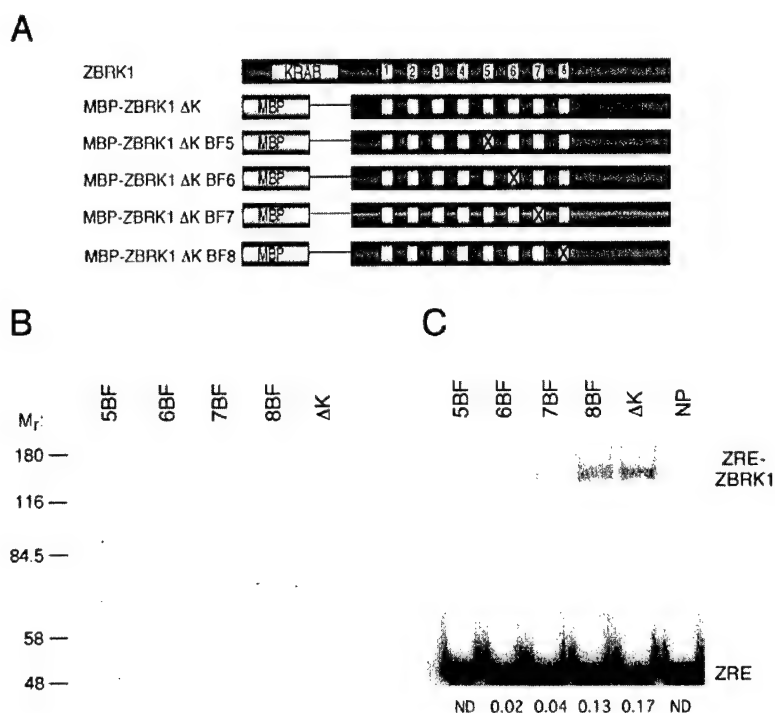 A
ZBRK1 KRAB 1 2 3 4 5 6 7 8
MBP-ZBRK1 ΔK MBP
MBP-ZBRK1 ΔK BF5 MBP
MBP-ZBRK1 ΔK BF6 MBP
MBP-ZBRK1 ΔK BF7 MBP
MBP-ZBRK1 ΔK BF8 MBP
B
5BF 6BF 7BF 8BF ΔK
Mr:
180
116
84.5
58
48
C
5BF 6BF 7BF 8BF ΔK NP
ZRE-
ZBRK1
ZRE
ND 0.02 0.04 0.13 0.17 ND